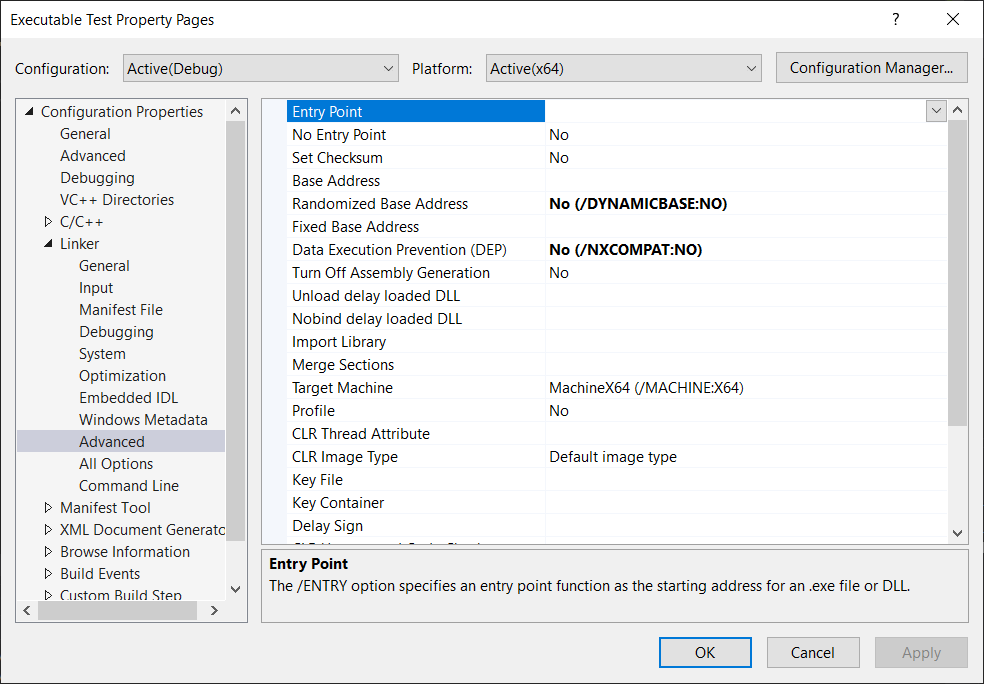 Executable Test Property Pages
Configuration: Active(Debug) Platform: Active(x64) Configuration Manager...
Configuration Properties
General
Advanced
Debugging
VC++ Directories
C/C++
Linker
General
Input
Manifest File
Debugging
System
Optimization
Embedded IDL
Windows Metadata
Advanced
All Options
Command Line
Manifest Tool
XML Document Generato
Browse Information
Build Events
Custom Build Step
Entry Point
No Entry Point No
Set Checksum No
Base Address
Randomized Base Address No (/DYNAMICBASE:NO)
Fixed Base Address
Data Execution Prevention (DEP) No (/NXCOMPAT:NO)
Turn Off Assembly Generation No
Unload delay loaded DLL
Nobind delay loaded DLL
Import Library
Merge Sections
Target Machine MachineX64 (/MACHINE:X64)
Profile No
CLR Thread Attribute
CLR Image Type Default image type
Key File
Key Container
Delay Sign
Entry Point
The /ENTRY option specifies an entry point function as the starting address for an .exe file or DLL.
OK Cancel Apply